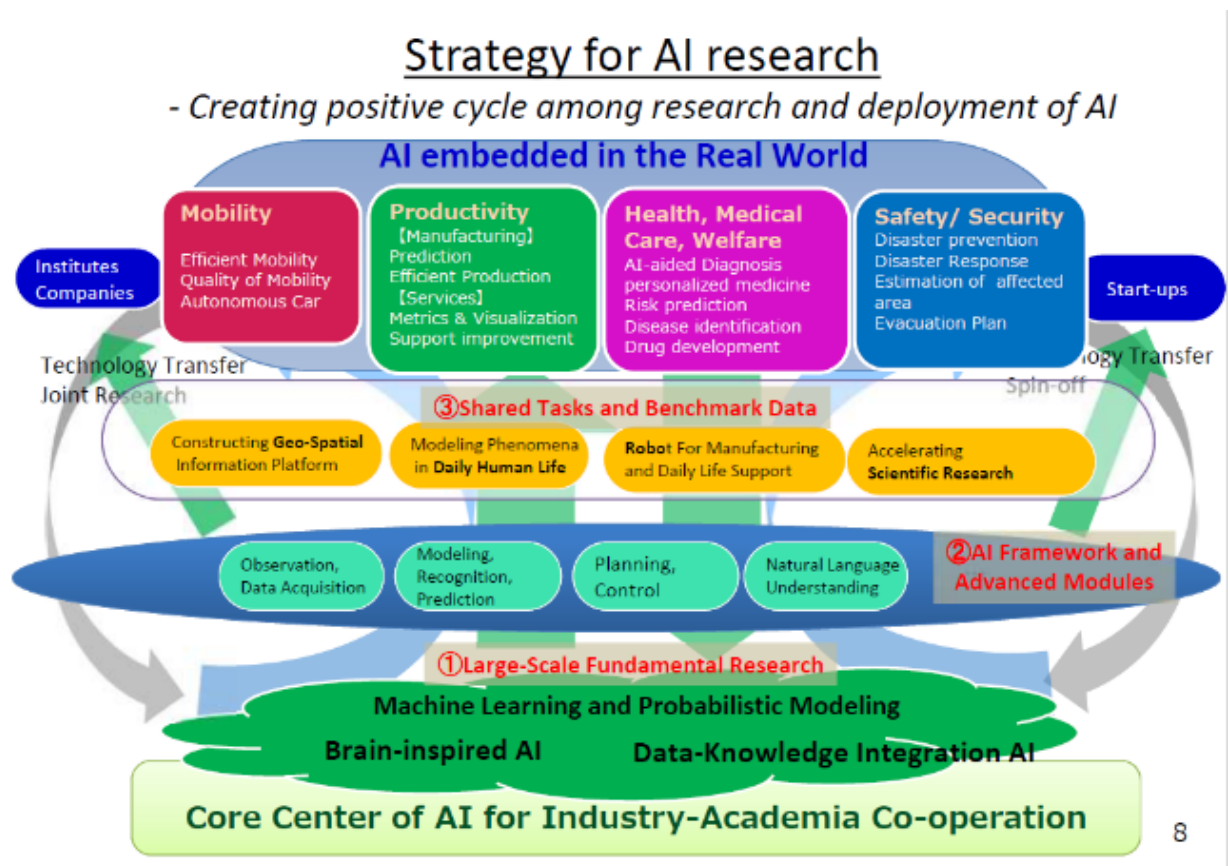 Strategy for AI research
- Creating positive cycle among research and deployment of AI
AI embedded in the Real World
Institutes
Companies
Mobility
Efficient Mobility
Quality of Mobility
Autonomous Car
Productivity
【Manufacturing】
Prediction
Efficient Production
【Services】
Metrics & Visualization
Support improvement
Health, Medical
Care, Welfare
AI-aided Diagnosis
personalized medicine
Risk prediction
Disease identification
Drug development
Safety/ Security
Disaster prevention
Disaster Response
Estimation of affected
area
Evacuation Plan
Start-ups
Technology Transfer
Joint Research
ology Transfer
Spin-off
③Shared Tasks and Benchmark Data
Constructing Geo-Spatial
Information Platform
Modeling Phenomena
in Daily Human Life
Robot For Manufacturing
and Daily Life Support
Accelerating
Scientific Research
Observation,
Data Acquisition
Modeling,
Recognition,
Prediction
Planning,
Control
Natural Language
Understanding
②AI Framework and
Advanced Modules
①Large-Scale Fundamental Research
Machine Learning and Probabilistic Modeling
Brain-inspired AI
Data-Knowledge Integration AI
Core Center of AI for Industry-Academia Co-operation
8